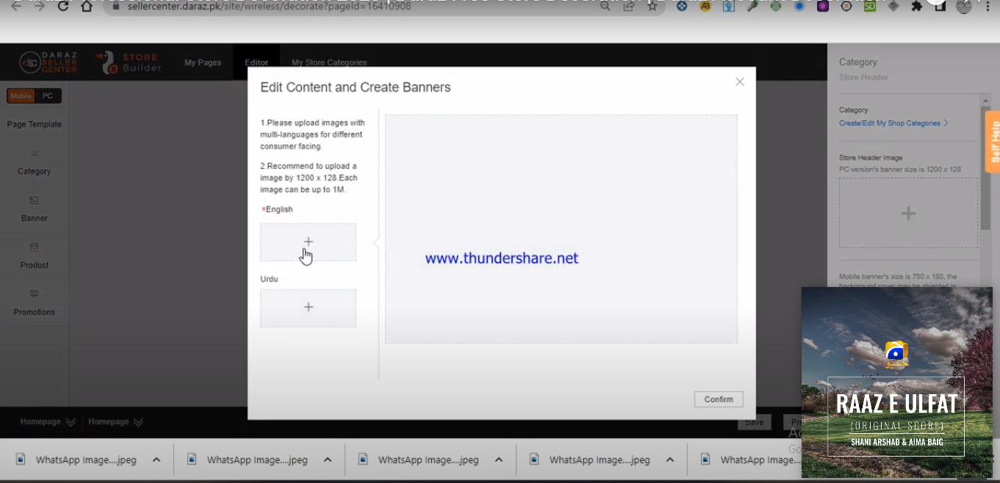 sellercenter.daraz.pk/site/wireless/decorate?pageId=16410908
DARAZ
SELLER
CENTER
STORE
Builder
My Pages
Editor
My Store Categories
Mobile
PC
Page Template
Category
Banner
Product
Promotions
Edit Content and Create Banners
1.Please upload images with
multi-languages for different
consumer facing.
2.Recommend to upload a
image by 1200 x 128.Each
image can be up to 1M.
*English
Urdu
www.thundershare.net
Confirm
Category
Store Header
Category
Create/Edit My Shop Categories >
Store Header Image
PC version's banner size is 1200 x 128
Mobile banner's size is 750 x 180, the
background cover may be shielded in
Self Help
Homepage
Homepage
Save
WhatsApp Image....jpeg
WhatsApp Image....jpeg
WhatsApp Image....jpeg
WhatsApp Image....jpeg
WhatsApp Image....
RAAZ E ULFAT
(ORIGINAL SCORE)
SHANI ARSHAD & AIMA BAIG